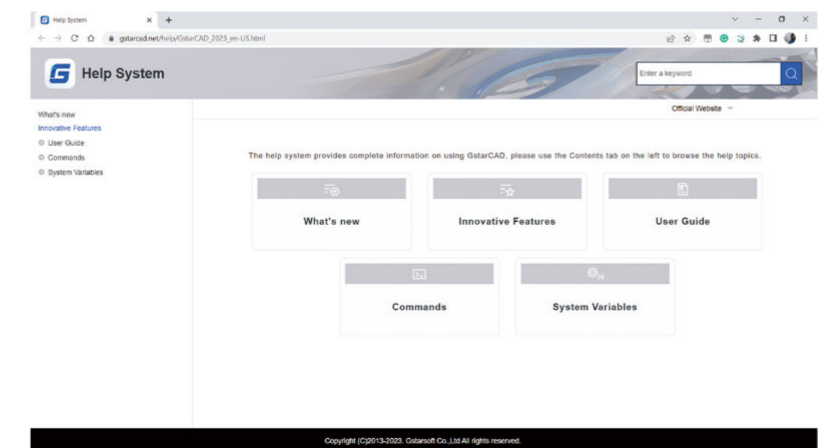 Help System
gstarcad.net/help/GstarCAD_2023_en-US.html
Help System
Enter a keyword
Official Website
What's new
Innovative Features
User Guide
Commands
System Variables
The help system provides complete information on using GstarCAD, please use the Contents tab on the left to browse the help topics.
What's new
Innovative Features
User Guide
Commands
System Variables
Copyright (C)2013-2023. Gstarsoft Co.,Ltd All rights reserved.